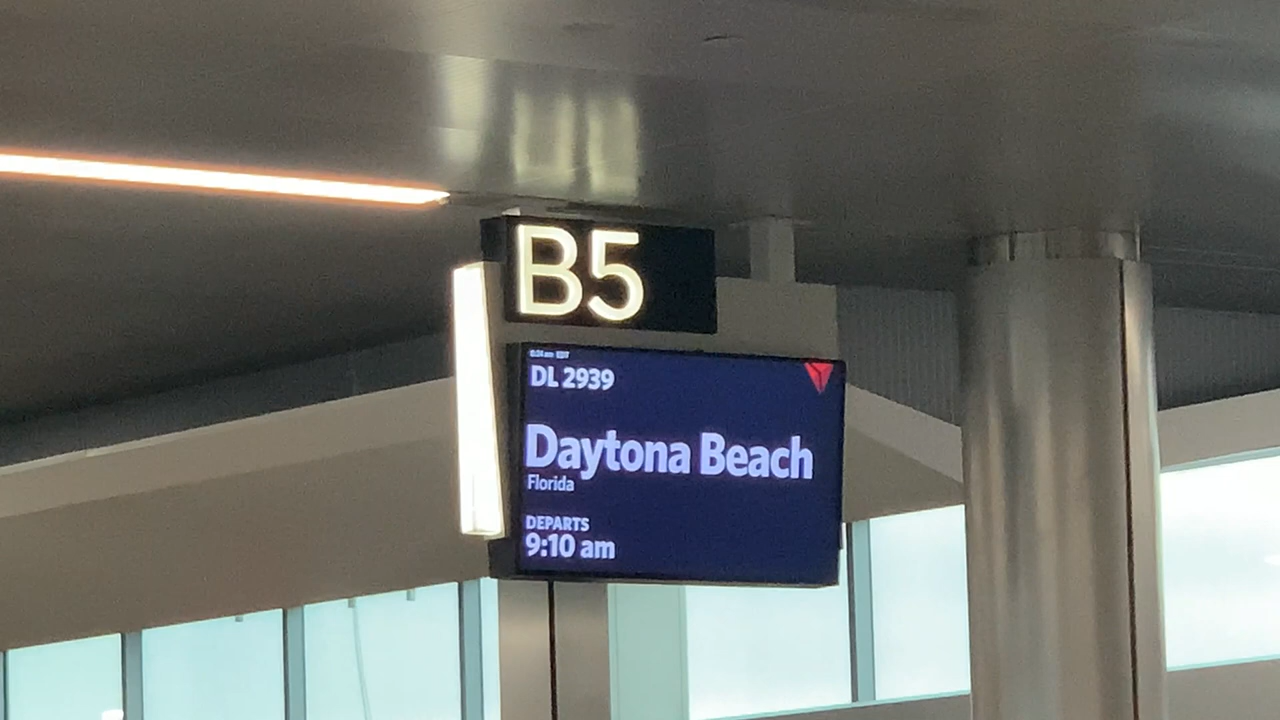 B5
DL 2939
Daytona Beach
Florida
DEPARTS
9:10 am